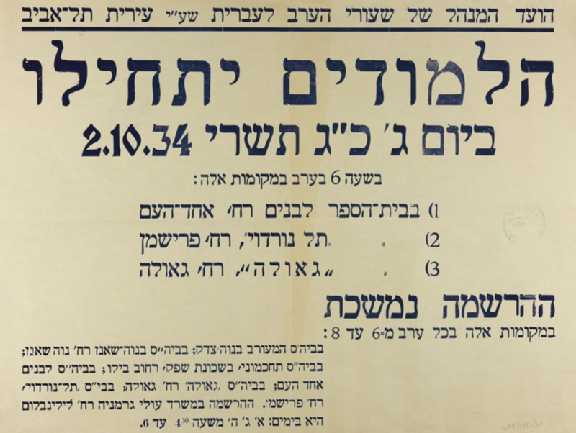 הועד המנהל של שעורי הערב לעברית שע״י עירית תל־אביב
הלמודים יתחילו
ביום ג׳ כ״ג תשרי 2.10.34
בשעה 6 בערב במקומות אלה:
1) בבית־הספר לבנים רח׳ אחד־העם
2) " " תל נורדוי׳, רח׳ פרישמן
3) " "גאולה", רח׳ גאולה
ההרשמה נמשכת
במקומות אלה בכל ערב מ־6 עד 8:
בביה״ס המעורב בנוה־צדק; בביה״ס בנוה־שאנן רח׳ נוה שאנן;
בביה״ס תחכמוני, בשכונת שפק, רחוב בילו; בביה״ס לבנים
אחד העם; בביה״ס גאולה רח׳ גאולה; בבי״ס תל־נורדוי,
רח׳ פרישמן. ההרשמה במשרד עולי גרמניה רח׳ לילינבלום
היא בימים: א׳ ג׳ ה׳ משעה 4³⁰ עד 6.